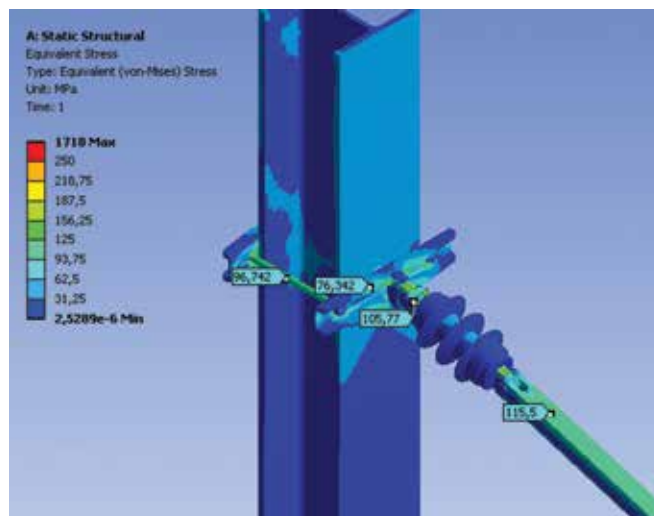 A: Static Structural
Equivalent Stress
Type: Equivalent (von-Mises) Stress
Unit: MPa
Time: 1
1710 Max
250
218,75
187,5
156,25
125
93,75
62,5
31,25
2,5289e-6 Min
96,742
76,342
105,77
115,5